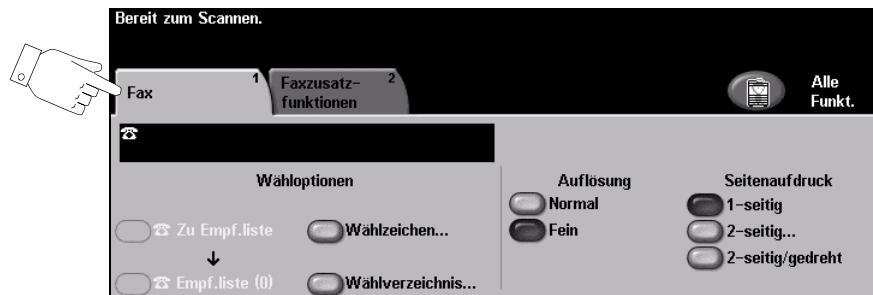 Bereit zum Scannen.
Fax 1
Faxzusatz- 2
funktionen
Alle
Funkt.
Wähloptionen
Zu Empf.liste
Wählzeichen...
Empf.liste (0)
Wählverzeichnis...
Auflösung
Normal
Fein
Seitenaufdruck
1-seitig
2-seitig...
2-seitig/gedreht